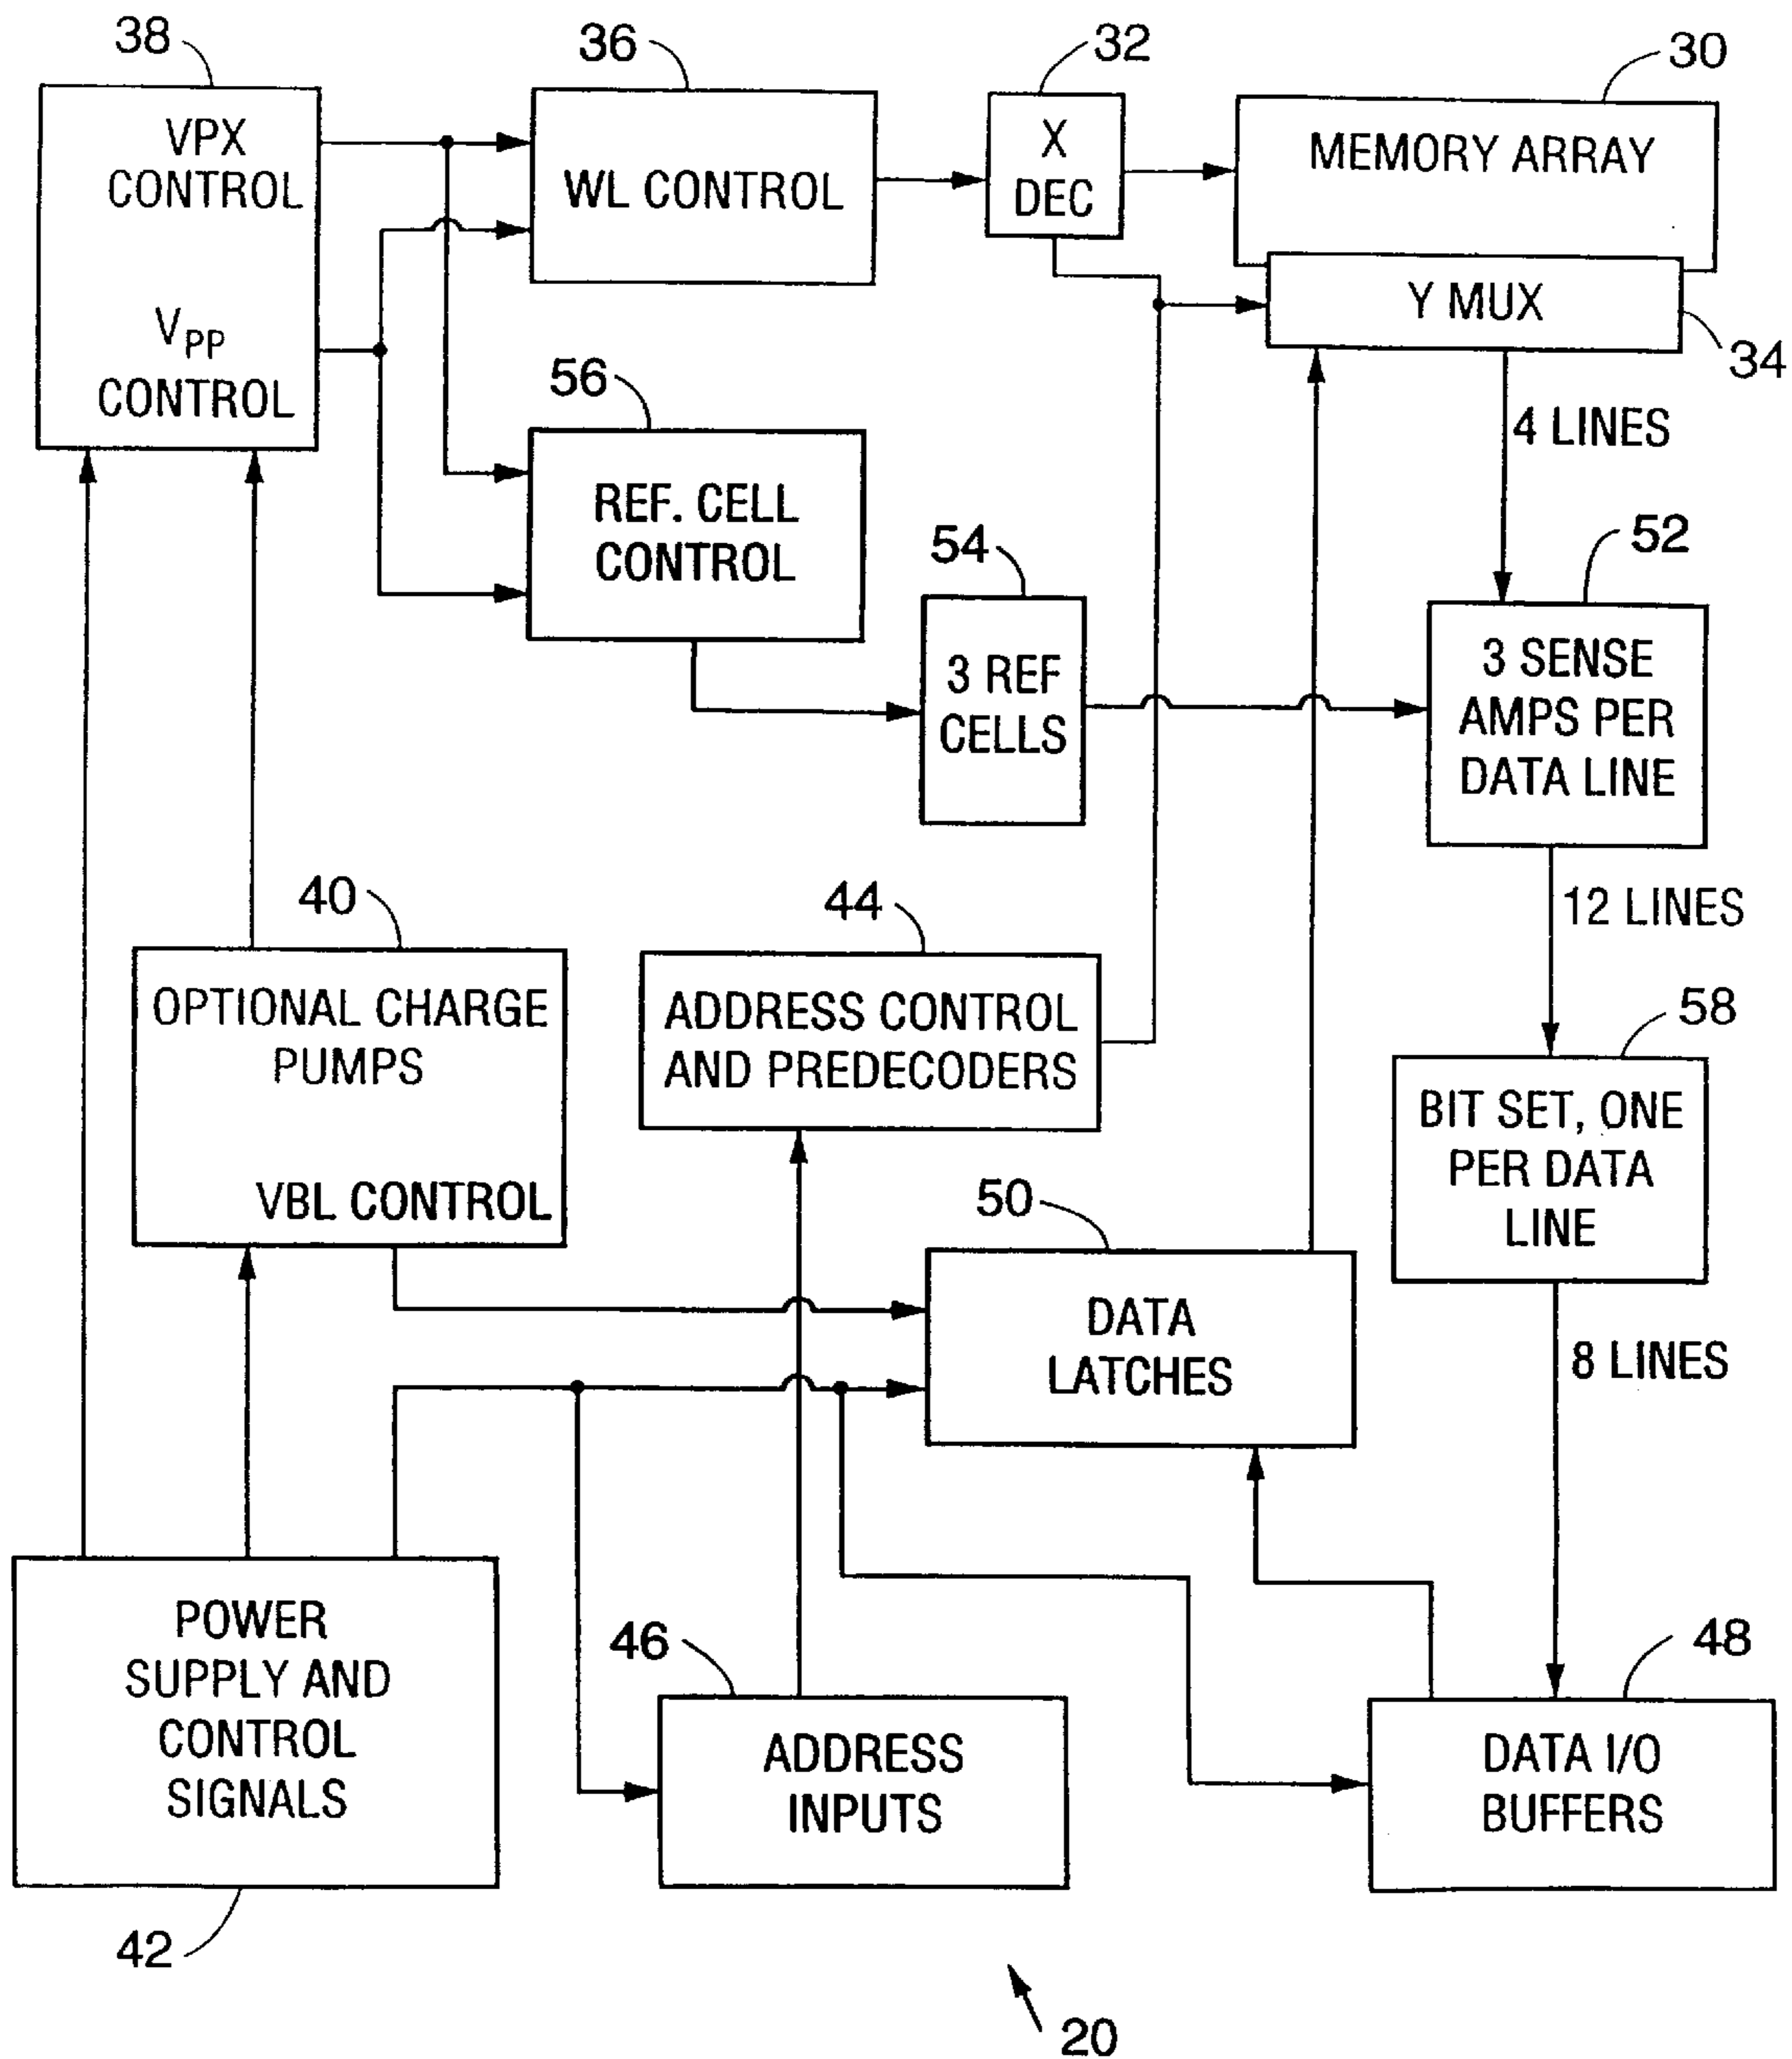 38
36
32
30
VPX
CONTROL
V_PP
CONTROL
WL CONTROL
X
DEC
MEMORY ARRAY
Y MUX
34
56
4 LINES
REF. CELL
CONTROL
54
52
3 REF
CELLS
3 SENSE
AMPS PER
DATA LINE
40
44
12 LINES
OPTIONAL CHARGE
PUMPS
VBL CONTROL
ADDRESS CONTROL
AND PREDECODERS
58
BIT SET, ONE
PER DATA
LINE
50
DATA
LATCHES
8 LINES
POWER
SUPPLY AND
CONTROL
SIGNALS
46
48
ADDRESS
INPUTS
DATA I/O
BUFFERS
42
20